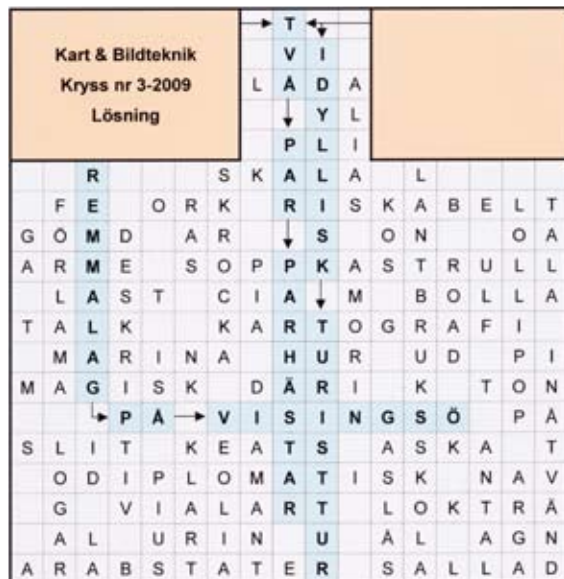 T
Kart & Bildteknik
Kryss nr 3-2009
Lösning
V I
L Å D A
Y L
P L I
R S K A L A L
F E O R K R I S K A B E L T
G Ö M D A R S O N O A
A R M E S O P P K A S T R U L L
L A S T C I A M B O L L A
T A L K K A R T O G R A F I
M A R I N A H U R U D P I
M A G I S K D Ä R I K T O N
P Å V I S I N G S Ö P Å
S L I T K E A T S A S K A T
O D I P L O M A T I S K N A V
G V I A L A R T L O K T R Ä
A L U R I N U Å L A G N
A R A B S T A T E R S A L L A D